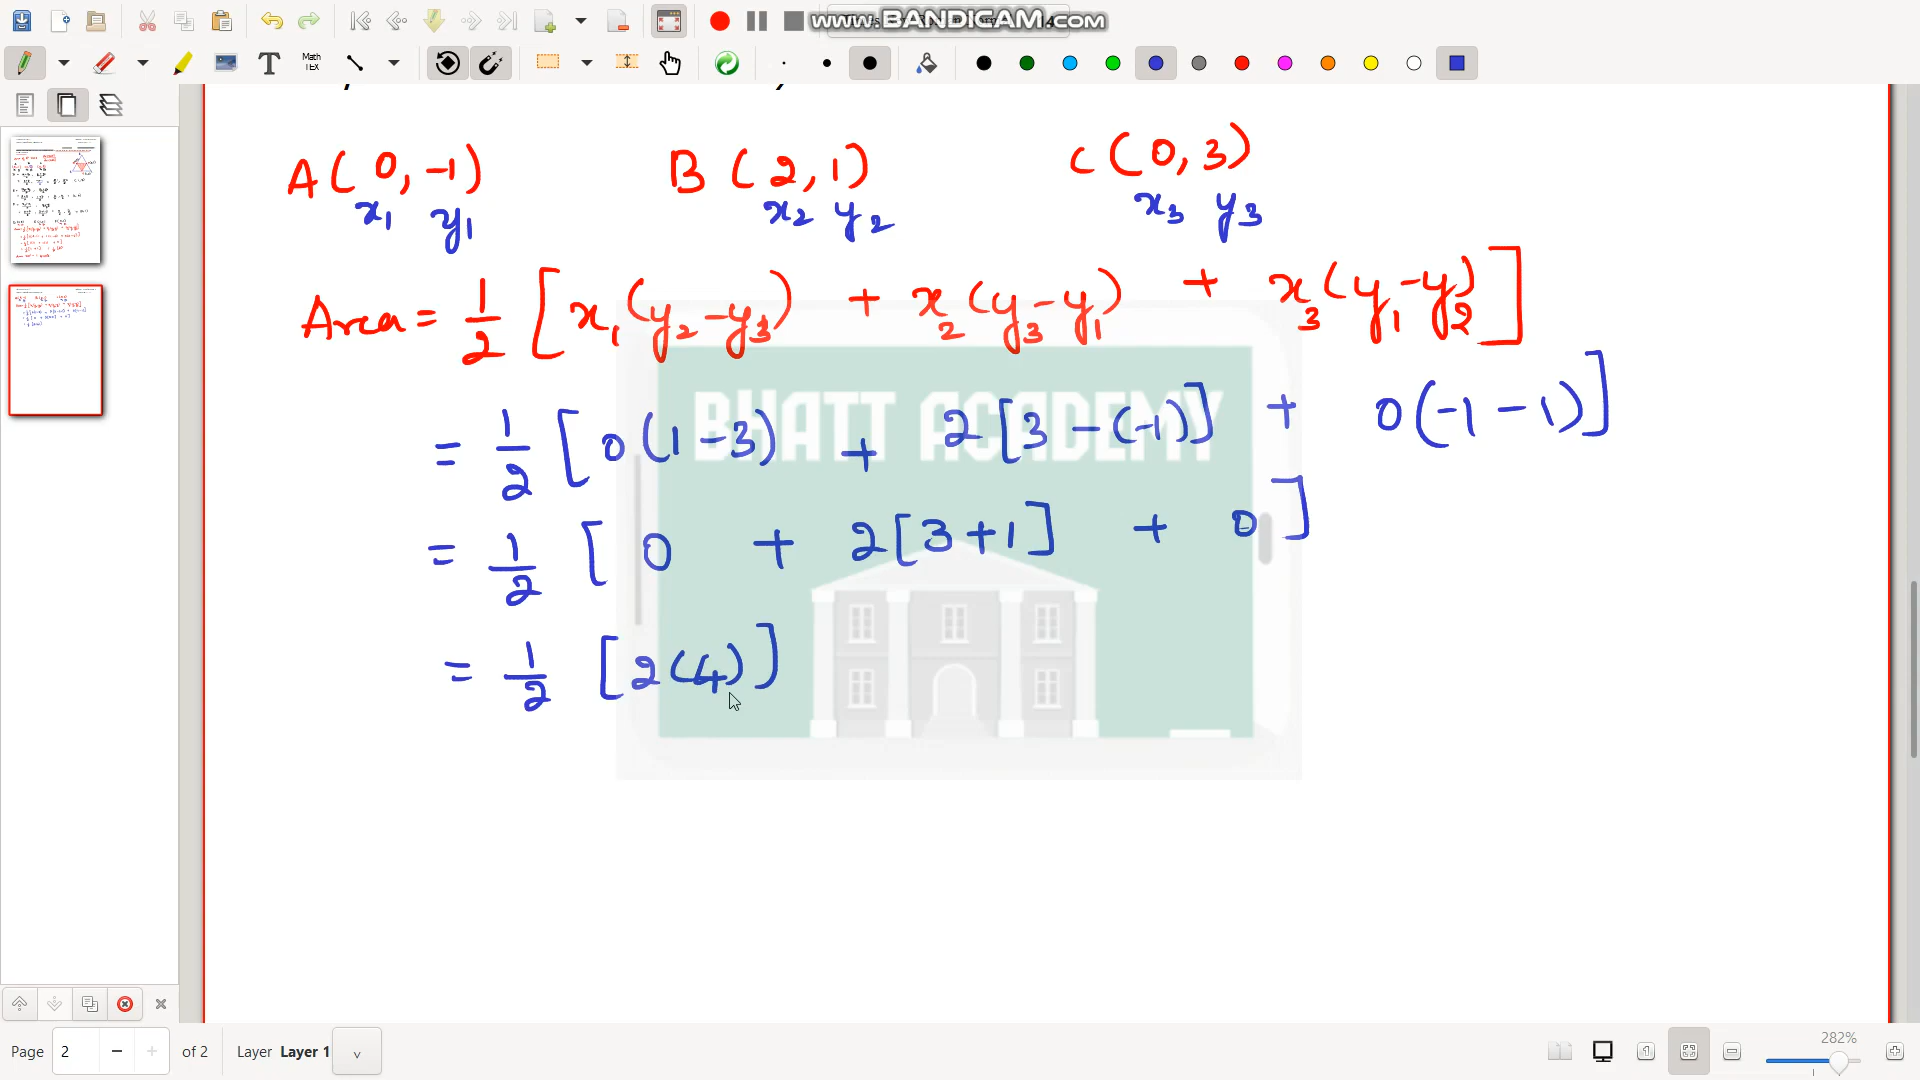 www.BANDICAM.com
Math
TEX
A(0,-1) B(2,1) C(0,3)
x₁ y₁ x₂ y₂ x₃ y₃
Area = 1/2 [x₁(y₂-y₃) + x₂(y₃-y₁) + x₃(y₁-y₂)]
BHATT ACADEMY
= 1/2 [0(1-3) + 2[3-(-1)] + 0(-1-1)]
= 1/2 [0 + 2[3+1] + 0]
= 1/2 [2(4)]
Page 2 of 2 Layer Layer 1
282%